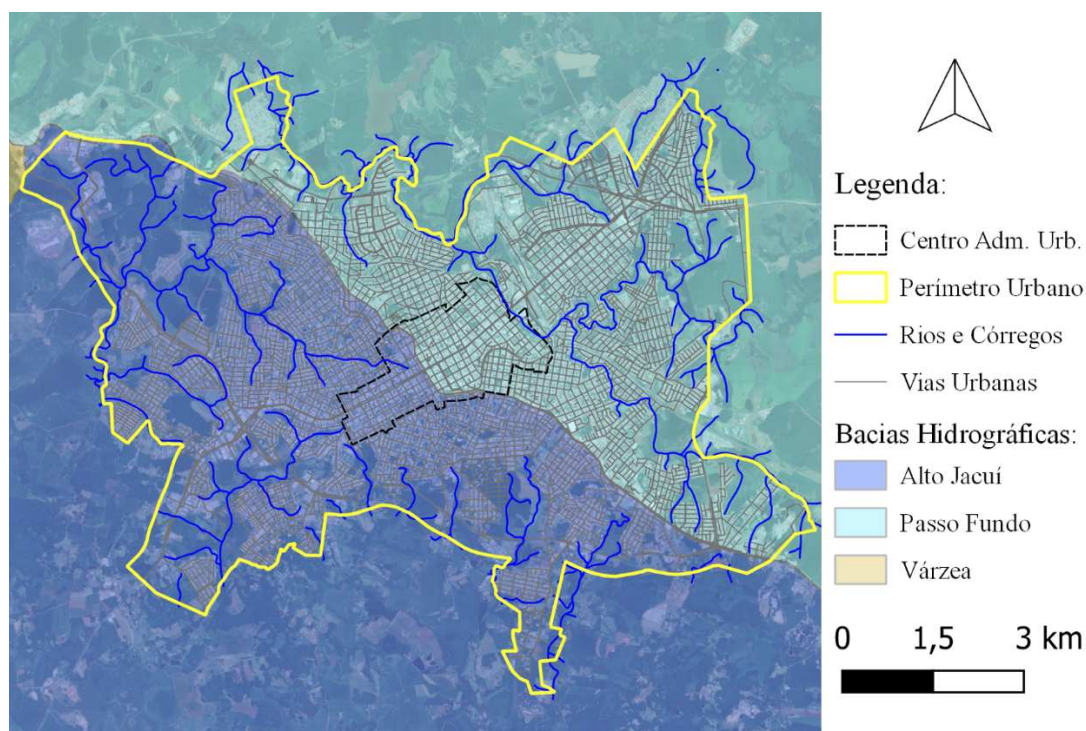 Legenda:
Centro Adm. Urb.
Perímetro Urbano
Rios e Córregos
Vias Urbanas
Bacias Hidrográficas:
Alto Jacuí
Passo Fundo
Várzea
0 1,5 3 km